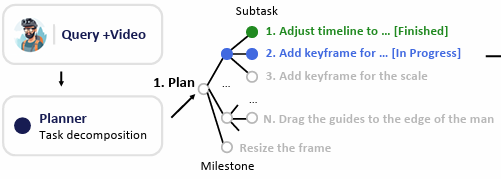 Query +Video
Planner
Task decomposition
1. Plan
Subtask
1. Adjust timeline to ... [Finished]
2. Add keyframe for ... [In Progress]
...
3. Add keyframe for the scale
...
N. Drag the guides to the edge of the man
Resize the frame
Milestone